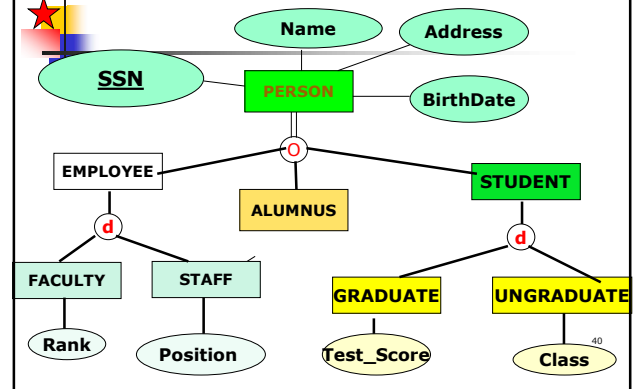 Name
Address
SSN
PERSON
BirthDate
O
EMPLOYEE
STUDENT
ALUMNUS
d
d
FACULTY
STAFF
GRADUATE
UNGRADUATE
Rank
Position
Test_Score
40
Class